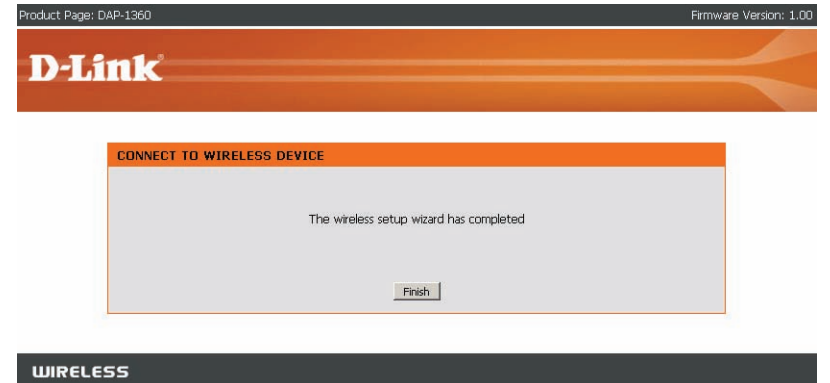 Product Page: DAP-1360 Firmware Version: 1.00
D-Link
CONNECT TO WIRELESS DEVICE
The wireless setup wizard has completed
Finish
WIRELESS